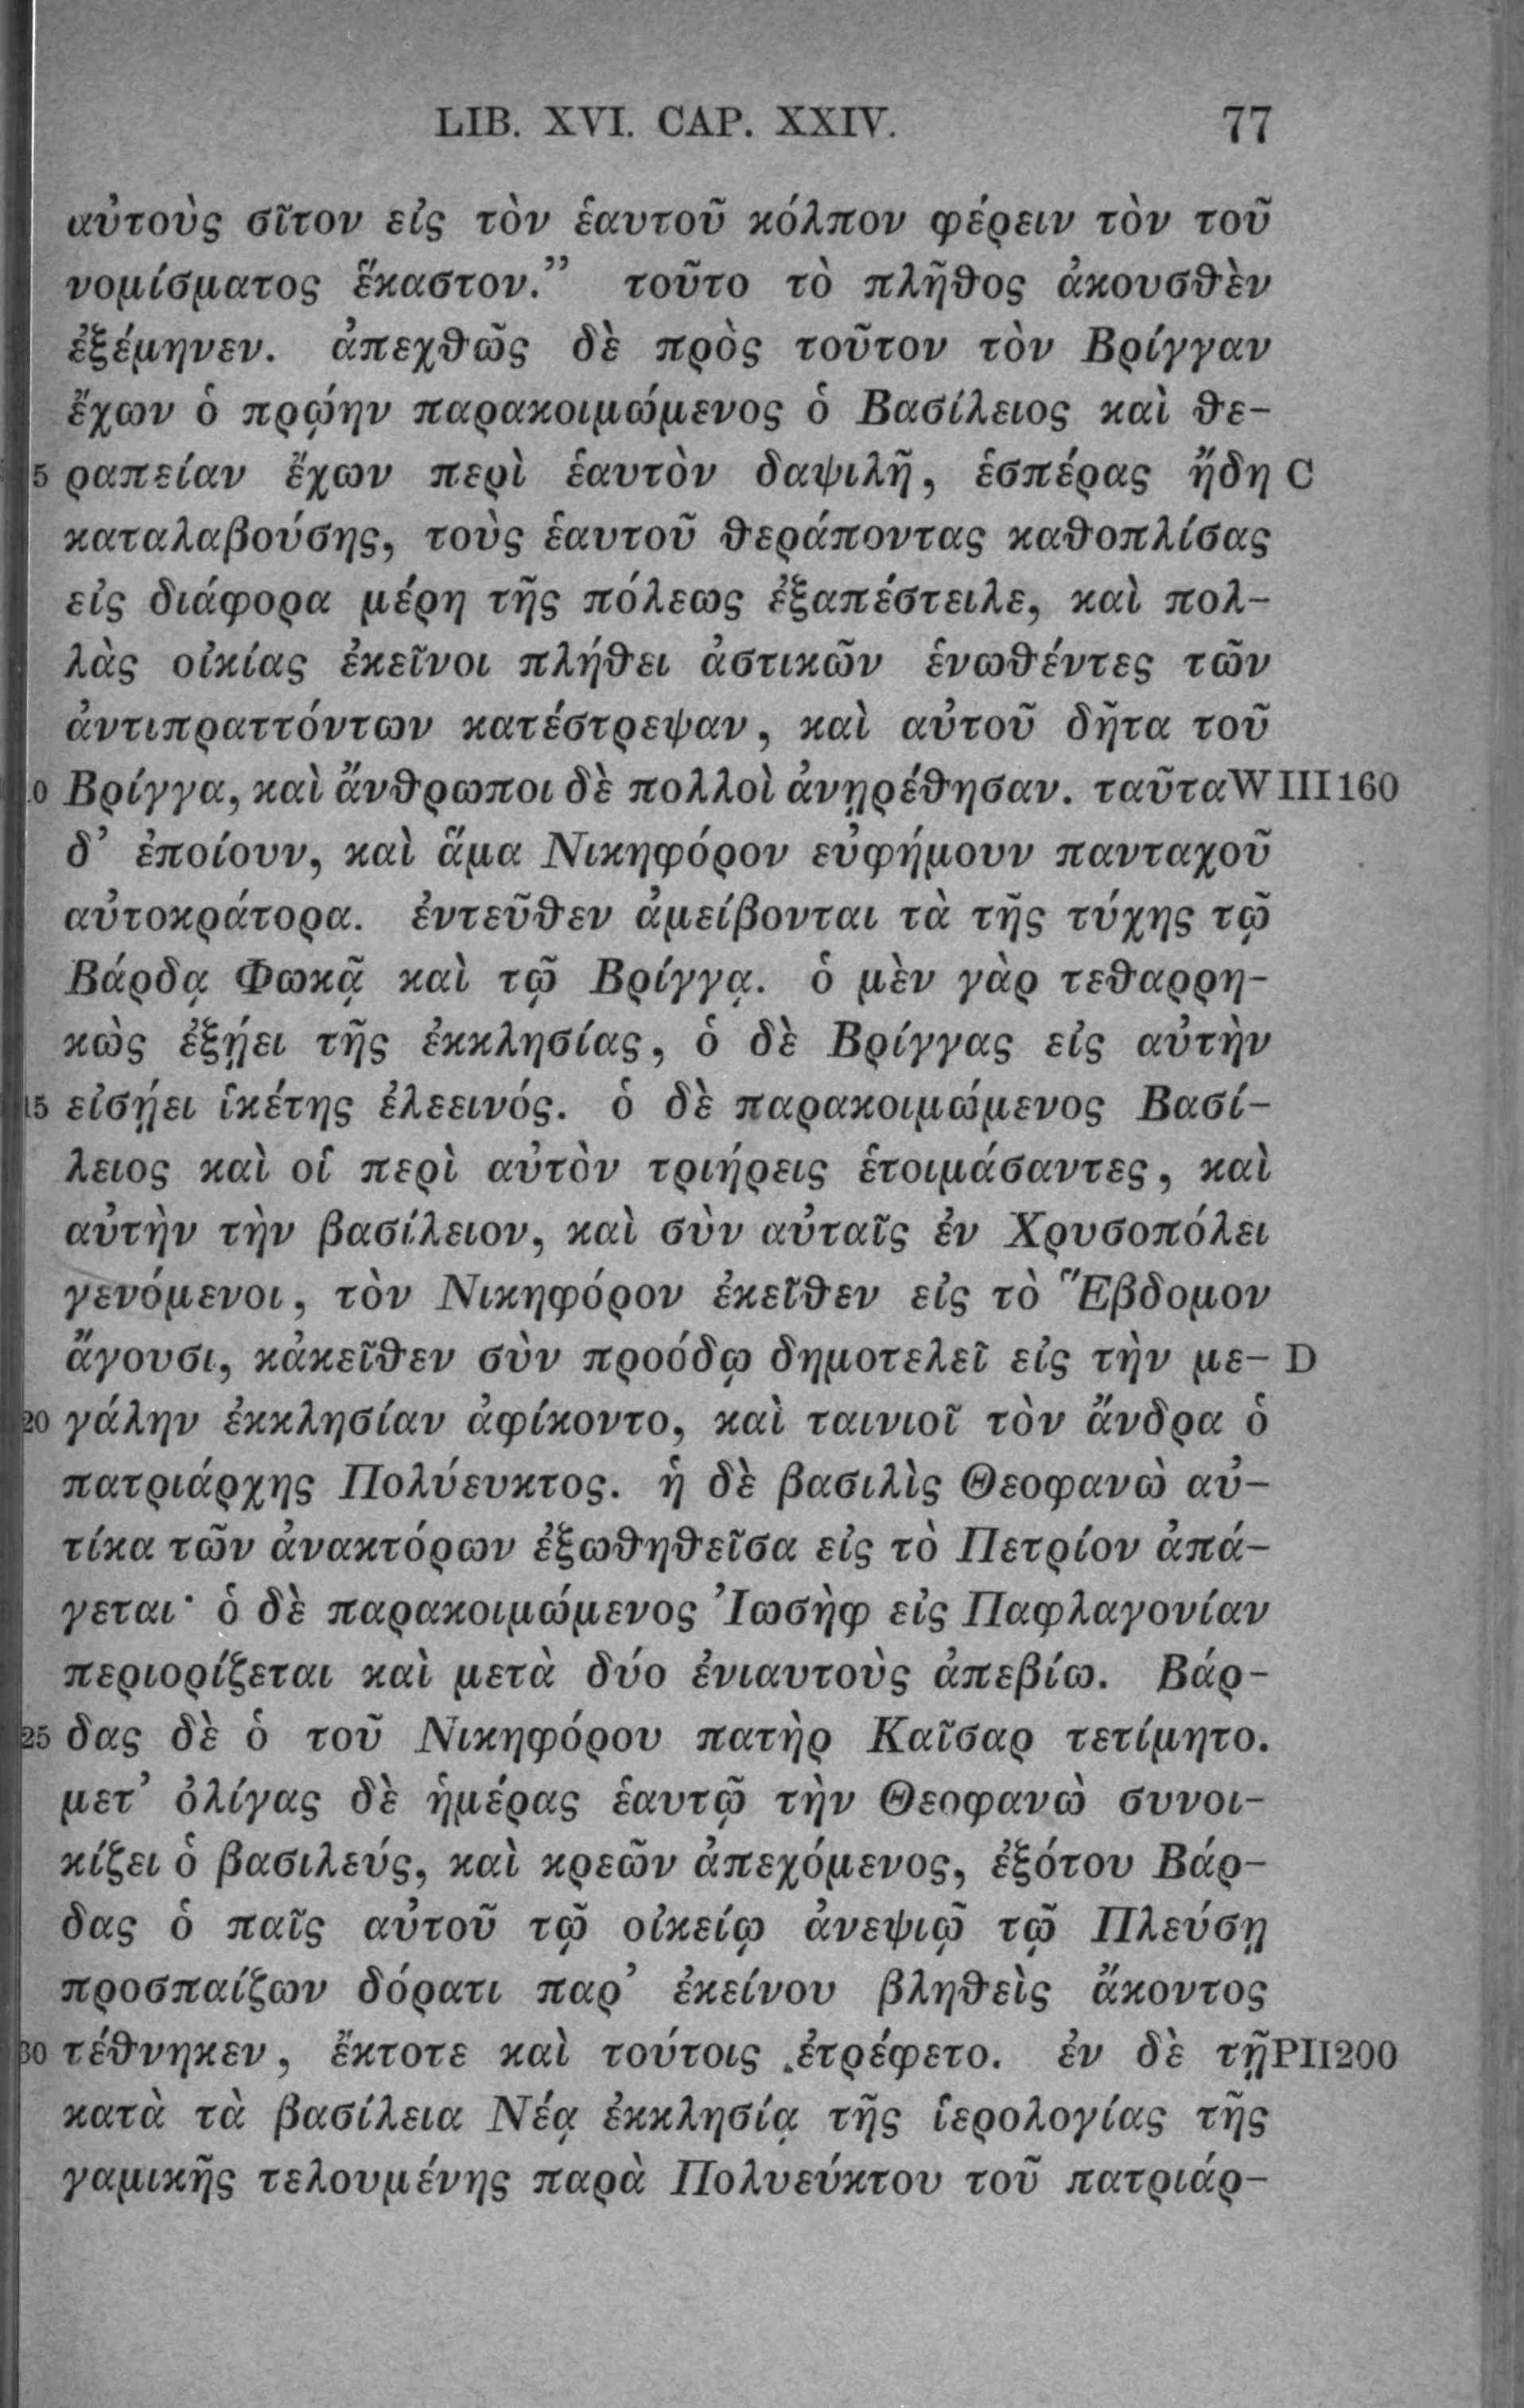 LIB. XVI. CAP. XXIV. 77
αὐτοὺς σῖτον εἰς τὸν ἑαυτοῦ κόλπον φέρειν τὸν τοῦ
νομίσματος ἕκαστον.” τοῦτο τὸ πλῆθος ἀκουσθὲν
ἐξέμηνεν. ἀπεχθῶς δὲ πρὸς τοῦτον τὸν Βρίγγαν
ἔχων ὁ πρῴην παρακοιμώμενος ὁ Βασίλειος καὶ θε-
5 ραπείαν ἔχων περὶ ἑαυτὸν δαψιλῆ, ἑσπέρας ἤδη C
καταλαβούσης, τοὺς ἑαυτοῦ θεράποντας καθοπλίσας
εἰς διάφορα μέρη τῆς πόλεως ἐξαπέστειλε, καὶ πολ-
λὰς οἰκίας ἐκεῖνοι πλήθει ἀστικῶν ἑνωθέντες τῶν
ἀντιπραττόντων κατέστρεψαν, καὶ αὐτοῦ δῆτα τοῦ
10 Βρίγγα, καὶ ἄνθρωποι δὲ πολλοὶ ἀνῃρέθησαν. ταῦτα W III 160
δ’ ἐποίουν, καὶ ἅμα Νικηφόρον εὐφήμουν πανταχοῦ
αὐτοκράτορα. ἐντεῦθεν ἀμείβονται τὰ τῆς τύχης τῷ
Βάρδᾳ Φωκᾷ καὶ τῷ Βρίγγᾳ. ὁ μὲν γὰρ τεθαρρη-
κὼς ἐξῄει τῆς ἐκκλησίας, ὁ δὲ Βρίγγας εἰς αὐτὴν
15 εἰσῄει ἱκέτης ἐλεεινός. ὁ δὲ παρακοιμώμενος Βασί-
λειος καὶ οἱ περὶ αὐτὸν τριήρεις ἑτοιμάσαντες, καὶ
αὐτὴν τὴν βασίλειον, καὶ σὺν αὐταῖς ἐν Χρυσοπόλει
γενόμενοι, τὸν Νικηφόρον ἐκεῖθεν εἰς τὸ Ἕβδομον
ἄγουσι, κἀκεῖθεν σὺν προόδῳ δημοτελεῖ εἰς τὴν με- D
20 γάλην ἐκκλησίαν ἀφίκοντο, καὶ ταινιοῖ τὸν ἄνδρα ὁ
πατριάρχης Πολύευκτος. ἡ δὲ βασιλὶς Θεοφανὼ αὐ-
τίκα τῶν ἀνακτόρων ἐξωθηθεῖσα εἰς τὸ Πετρίον ἀπά-
γεται· ὁ δὲ παρακοιμώμενος Ἰωσὴφ εἰς Παφλαγονίαν
περιορίζεται καὶ μετὰ δύο ἐνιαυτοὺς ἀπεβίω. Βάρ-
25 δας δὲ ὁ τοῦ Νικηφόρου πατὴρ Καῖσαρ τετίμητο.
μετ’ ὀλίγας δὲ ἡμέρας ἑαυτῷ τὴν Θεοφανὼ συνοι-
κίζει ὁ βασιλεύς, καὶ κρεῶν ἀπεχόμενος, ἐξότου Βάρ-
δας ὁ παῖς αὐτοῦ τῷ οἰκείῳ ἀνεψιῷ τῷ Πλεύσῃ
προσπαίζων δόρατι παρ’ ἐκείνου βληθεὶς ἄκοντος
30 τέθνηκεν, ἔκτοτε καὶ τούτοις ἐτρέφετο. ἐν δὲ τῇ PII200
κατὰ τὰ βασίλεια Νέᾳ ἐκκλησίᾳ τῆς ἱερολογίας τῆς
γαμικῆς τελουμένης παρὰ Πολυεύκτου τοῦ πατριάρ-